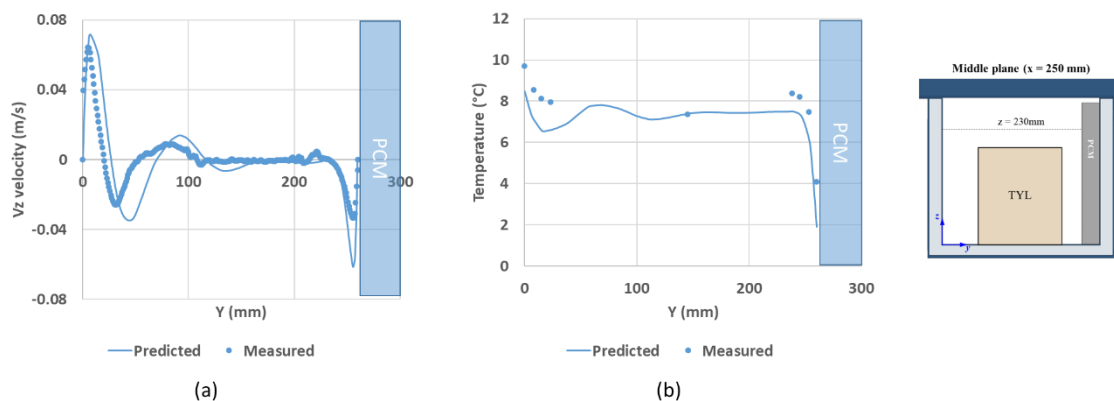 0.08
0.04
0
-0.04
-0.08
0
100
200
300
Vz velocity (m/s)
Y (mm)
PCM
Predicted
Measured
(a)
12
10
8
6
4
2
0
0
100
200
300
Temperature (°C)
Y (mm)
PCM
Predicted
Measured
(b)
Middle plane (x = 250 mm)
z = 230mm
PCM
TYL
z
y